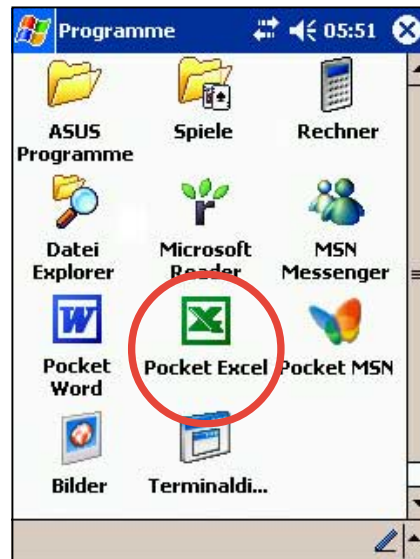 Programme 05:51
ASUS Programme Spiele Rechner
Datei Explorer Microsoft Reader MSN Messenger
Pocket Word Pocket Excel Pocket MSN
Bilder Terminaldi...